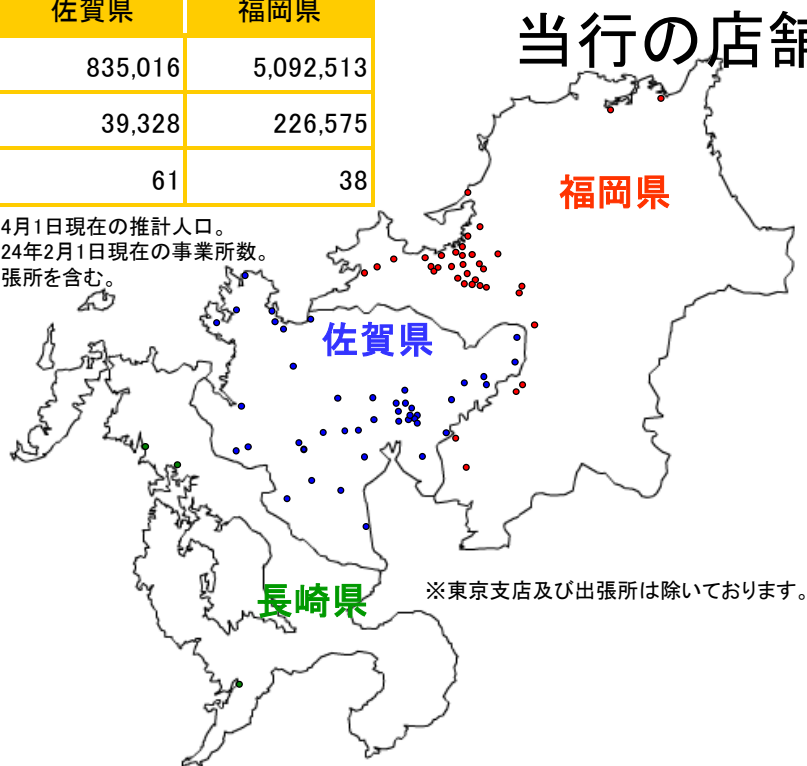 当行の店舗
佐賀県 福岡県
835,016 5,092,513
39,328 226,575
61 38
4月1日現在の推計人口。
24年2月1日現在の事業所数。
張所を含む。
福岡県
佐賀県
長崎県
※東京支店及び出張所は除いております。